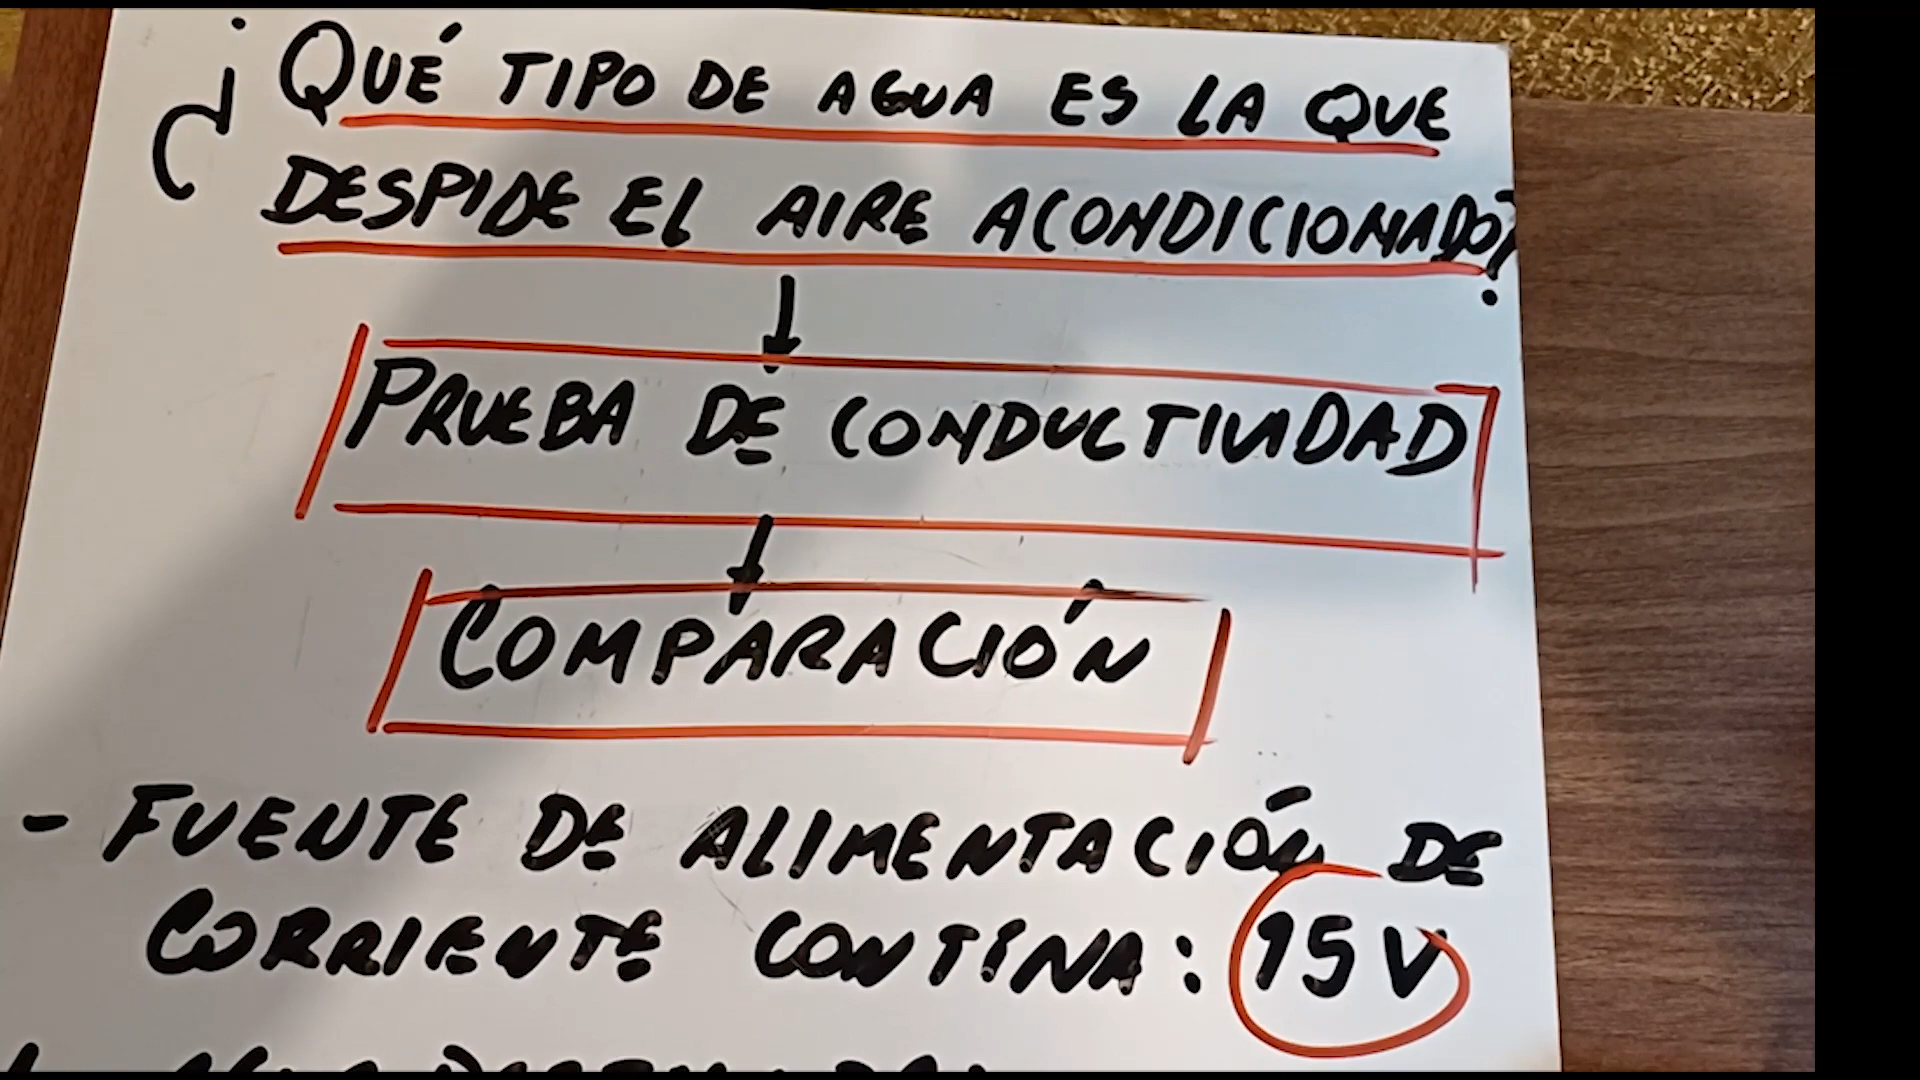 ¿QUÉ TIPO DE AGUA ES LA QUE
DESPIDE EL AIRE ACONDICIONADO?
PRUEBA DE CONDUCTIVIDAD
COMPARACIÓN
- FUENTE DE ALIMENTACIÓN DE
CORRIENTE CONTINA: 15 V